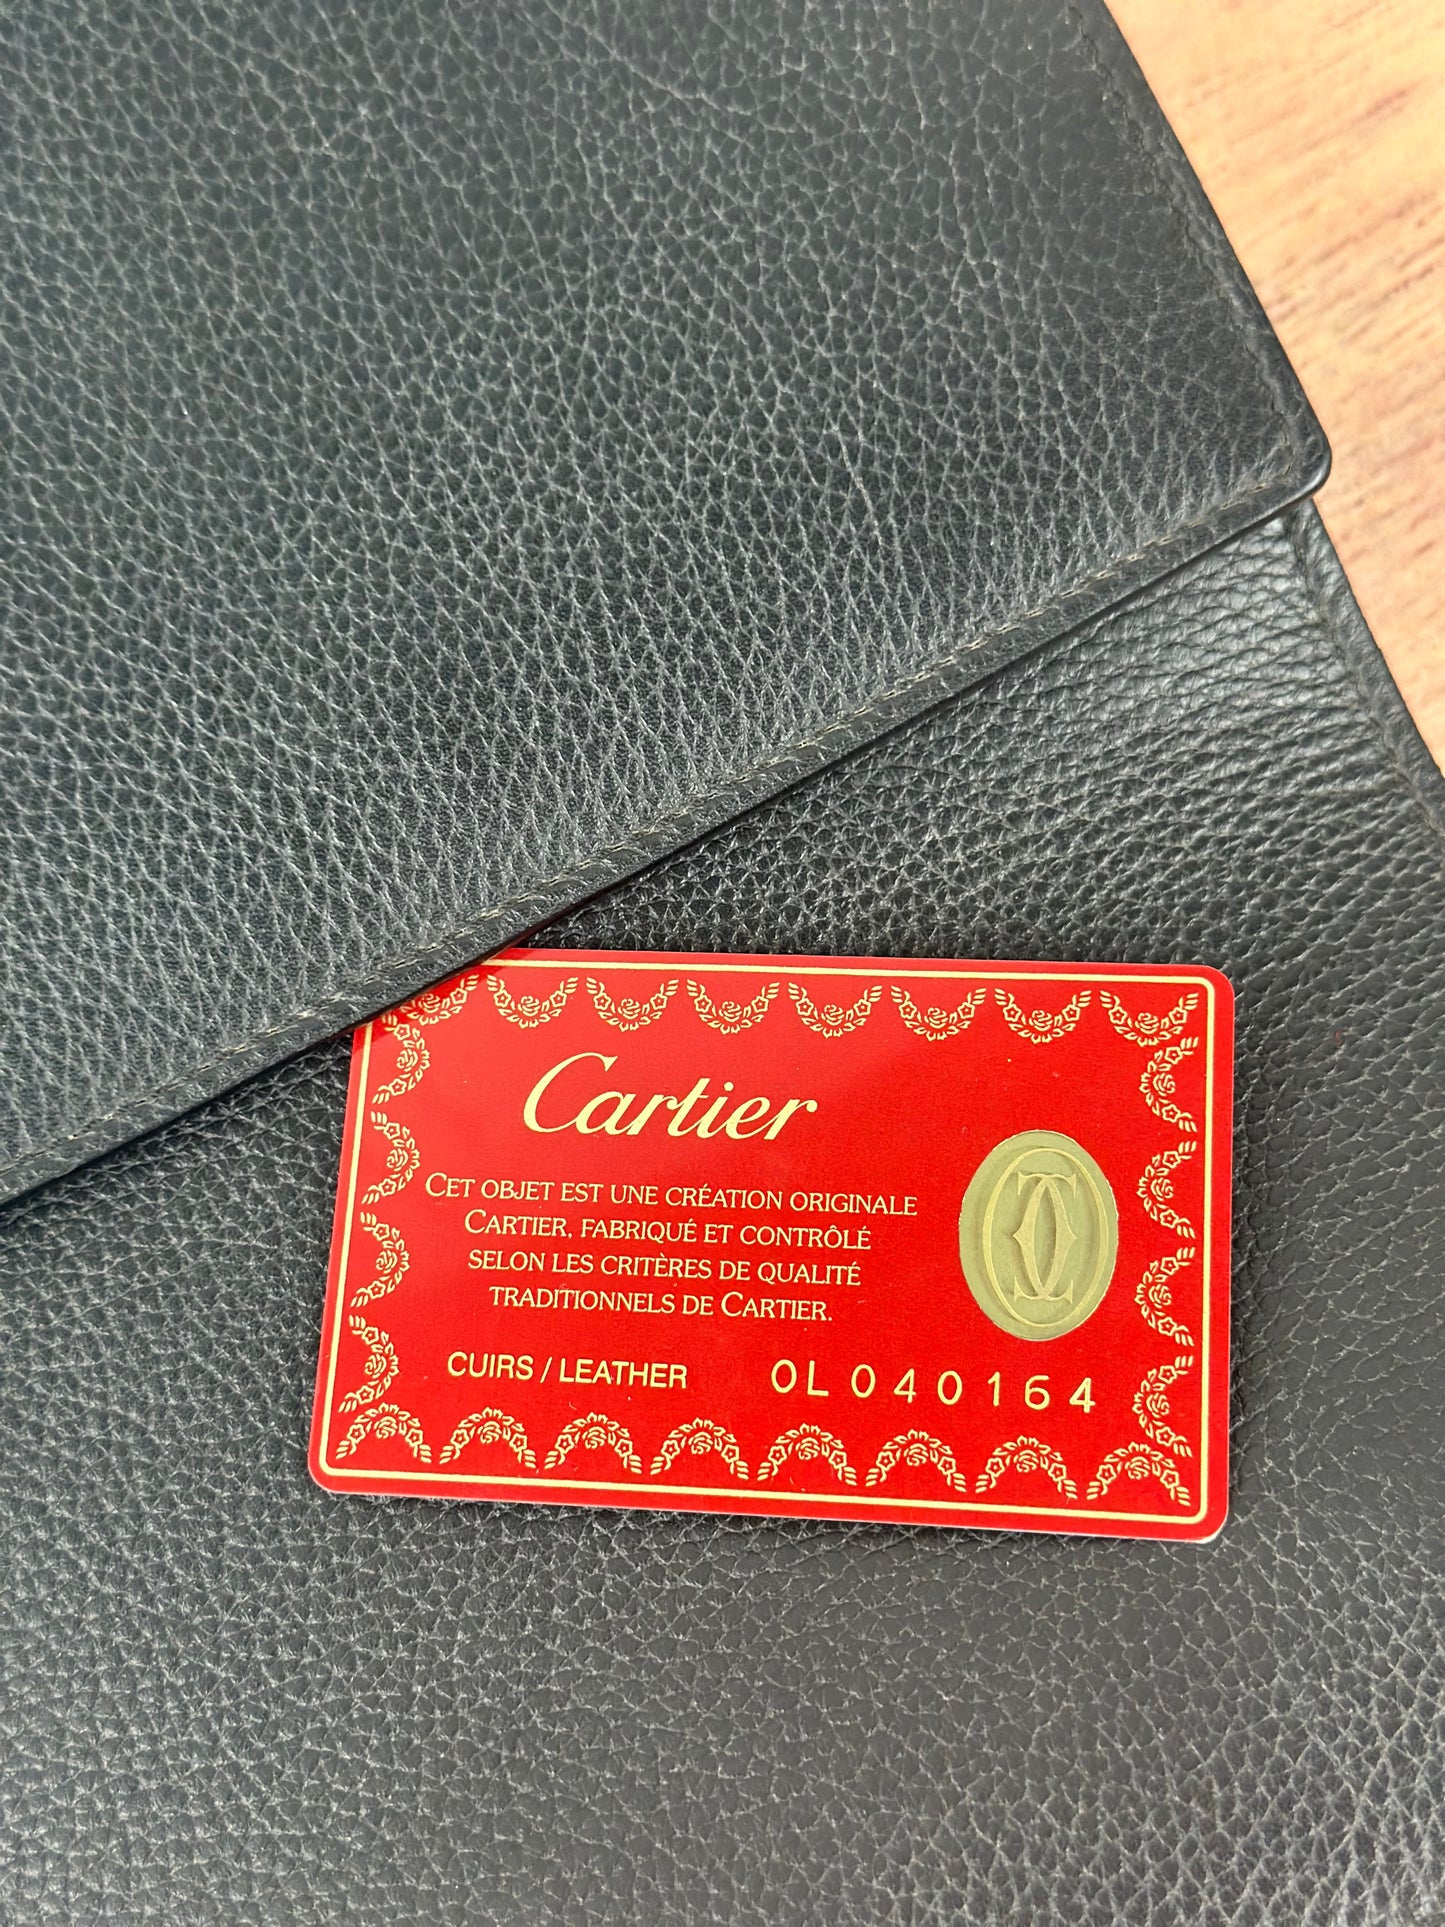 Cartier
CET OBJET EST UNE CRÉATION ORIGINALE
CARTIER, FABRIQUÉ ET CONTRÔLÉ
SELON LES CRITÈRES DE QUALITÉ
TRADITIONNELS DE CARTIER.
CUIRS / LEATHER OL 040164